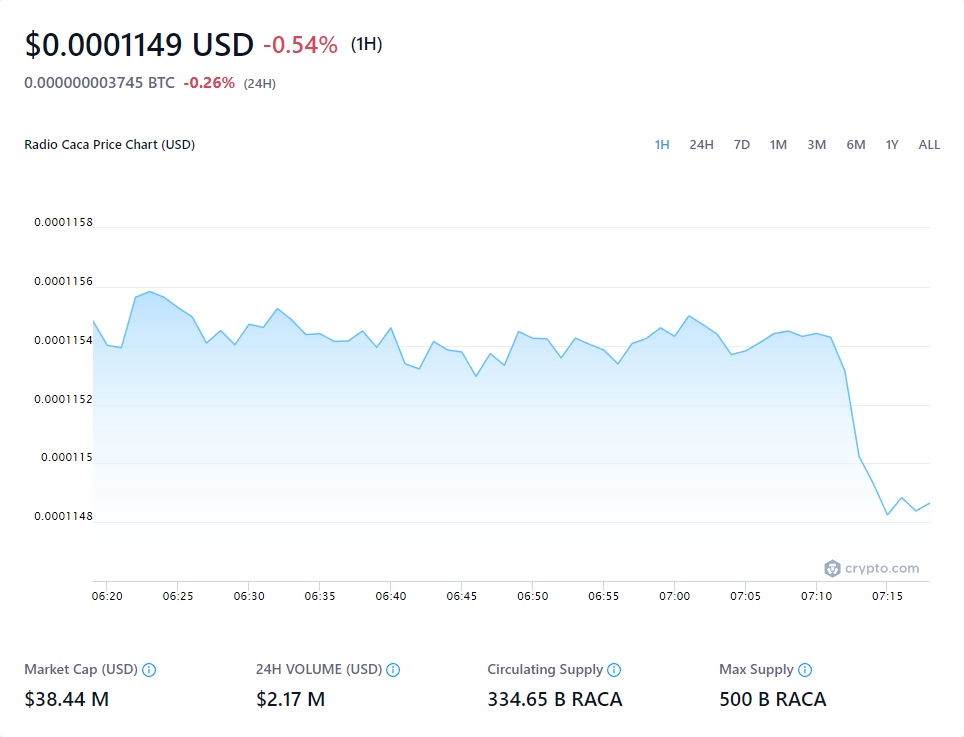 $0.0001149 USD -0.54% (1H)
0.000000003745 BTC -0.26% (24H)
Radio Caca Price Chart (USD) 1H 24H 7D 1M 3M 6M 1Y ALL
0.0001158
0.0001156
0.0001154
0.0001152
0.000115
0.0001148
crypto.com
06:20 06:25 06:30 06:35 06:40 06:45 06:50 06:55 07:00 07:05 07:10 07:15
Market Cap (USD) 24H VOLUME (USD) Circulating Supply Max Supply
$38.44 M $2.17 M 334.65 B RACA 500 B RACA